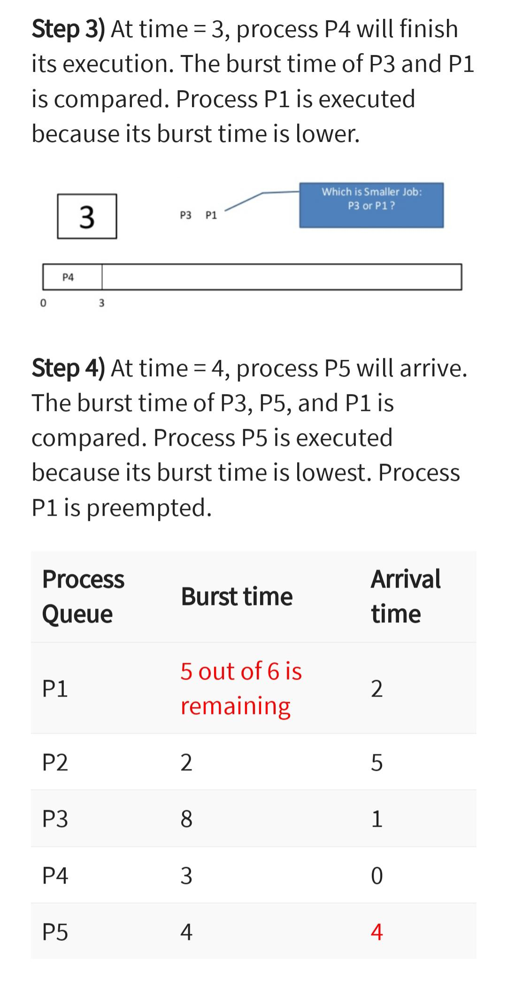 Step 3) At time = 3, process P4 will finish
its execution. The burst time of P3 and P1
is compared. Process P1 is executed
because its burst time is lower.
3
P3 P1
Which is Smaller Job:
P3 or P1 ?
P4
0 3
Step 4) At time = 4, process P5 will arrive.
The burst time of P3, P5, and P1 is
compared. Process P5 is executed
because its burst time is lowest. Process
P1 is preempted.
Process Queue Burst time Arrival time
P1 5 out of 6 is remaining 2
P2 2 5
P3 8 1
P4 3 0
P5 4 4